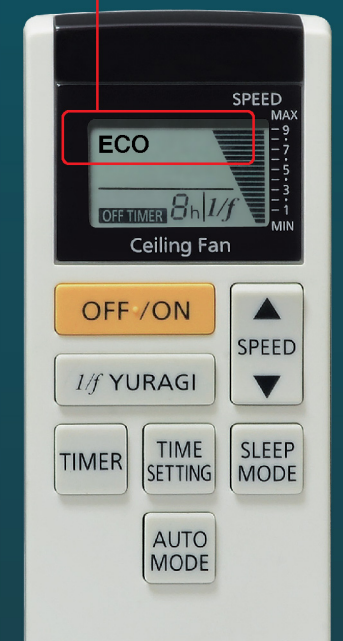 SPEED
MAX
9
7
5
3
1
MIN
ECO
OFF TIMER 8h 1/f
Ceiling Fan
OFF·/ON
SPEED
1/f YURAGI
TIMER
TIME
SETTING
SLEEP
MODE
AUTO
MODE